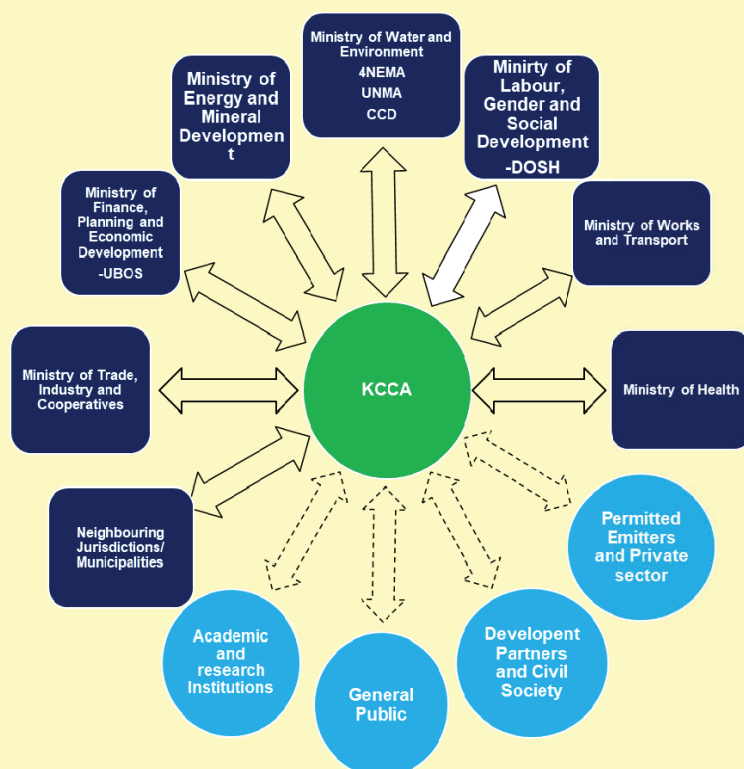 Ministry of Water and
Environment
4NEMA
UNMA
CCD
Minirty of
Labour,
Gender and
Social
Development
-DOSH
Ministry of
Energy and
Mineral
Developmen
t
Ministry of
Finance,
Planning and
Economic
Development
-UBOS
Ministry of Works
and Transport
Ministry of Trade,
Industry and
Cooperatives
KCCA
Ministry of Health
Neighbouring
Jurisdictions/
Municipalities
Permitted
Emitters
and Private
sector
Academic
and
research
Institutions
General
Public
Developent
Partners
and Civil
Society